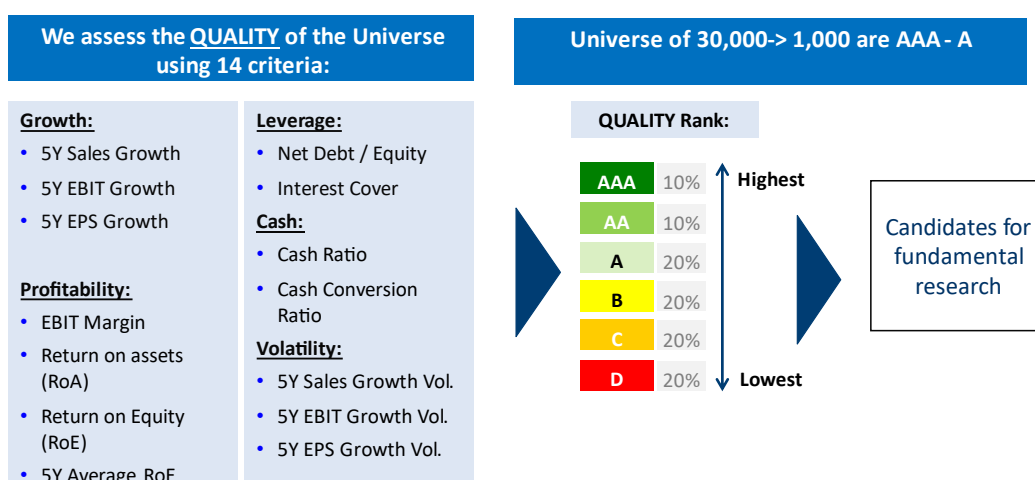 We assess the QUALITY of the Universe
using 14 criteria:
Growth:
• 5Y Sales Growth
• 5Y EBIT Growth
• 5Y EPS Growth
Profitability:
• EBIT Margin
• Return on assets
(RoA)
• Return on Equity
(RoE)
• 5Y Average RoE
Leverage:
• Net Debt / Equity
• Interest Cover
Cash:
• Cash Ratio
• Cash Conversion
Ratio
Volatility:
• 5Y Sales Growth Vol.
• 5Y EBIT Growth Vol.
• 5Y EPS Growth Vol.
Universe of 30,000-> 1,000 are AAA - A
QUALITY Rank:
AAA 10% Highest
AA 10%
A 20%
B 20%
C 20%
D 20% Lowest
Candidates for
fundamental
research